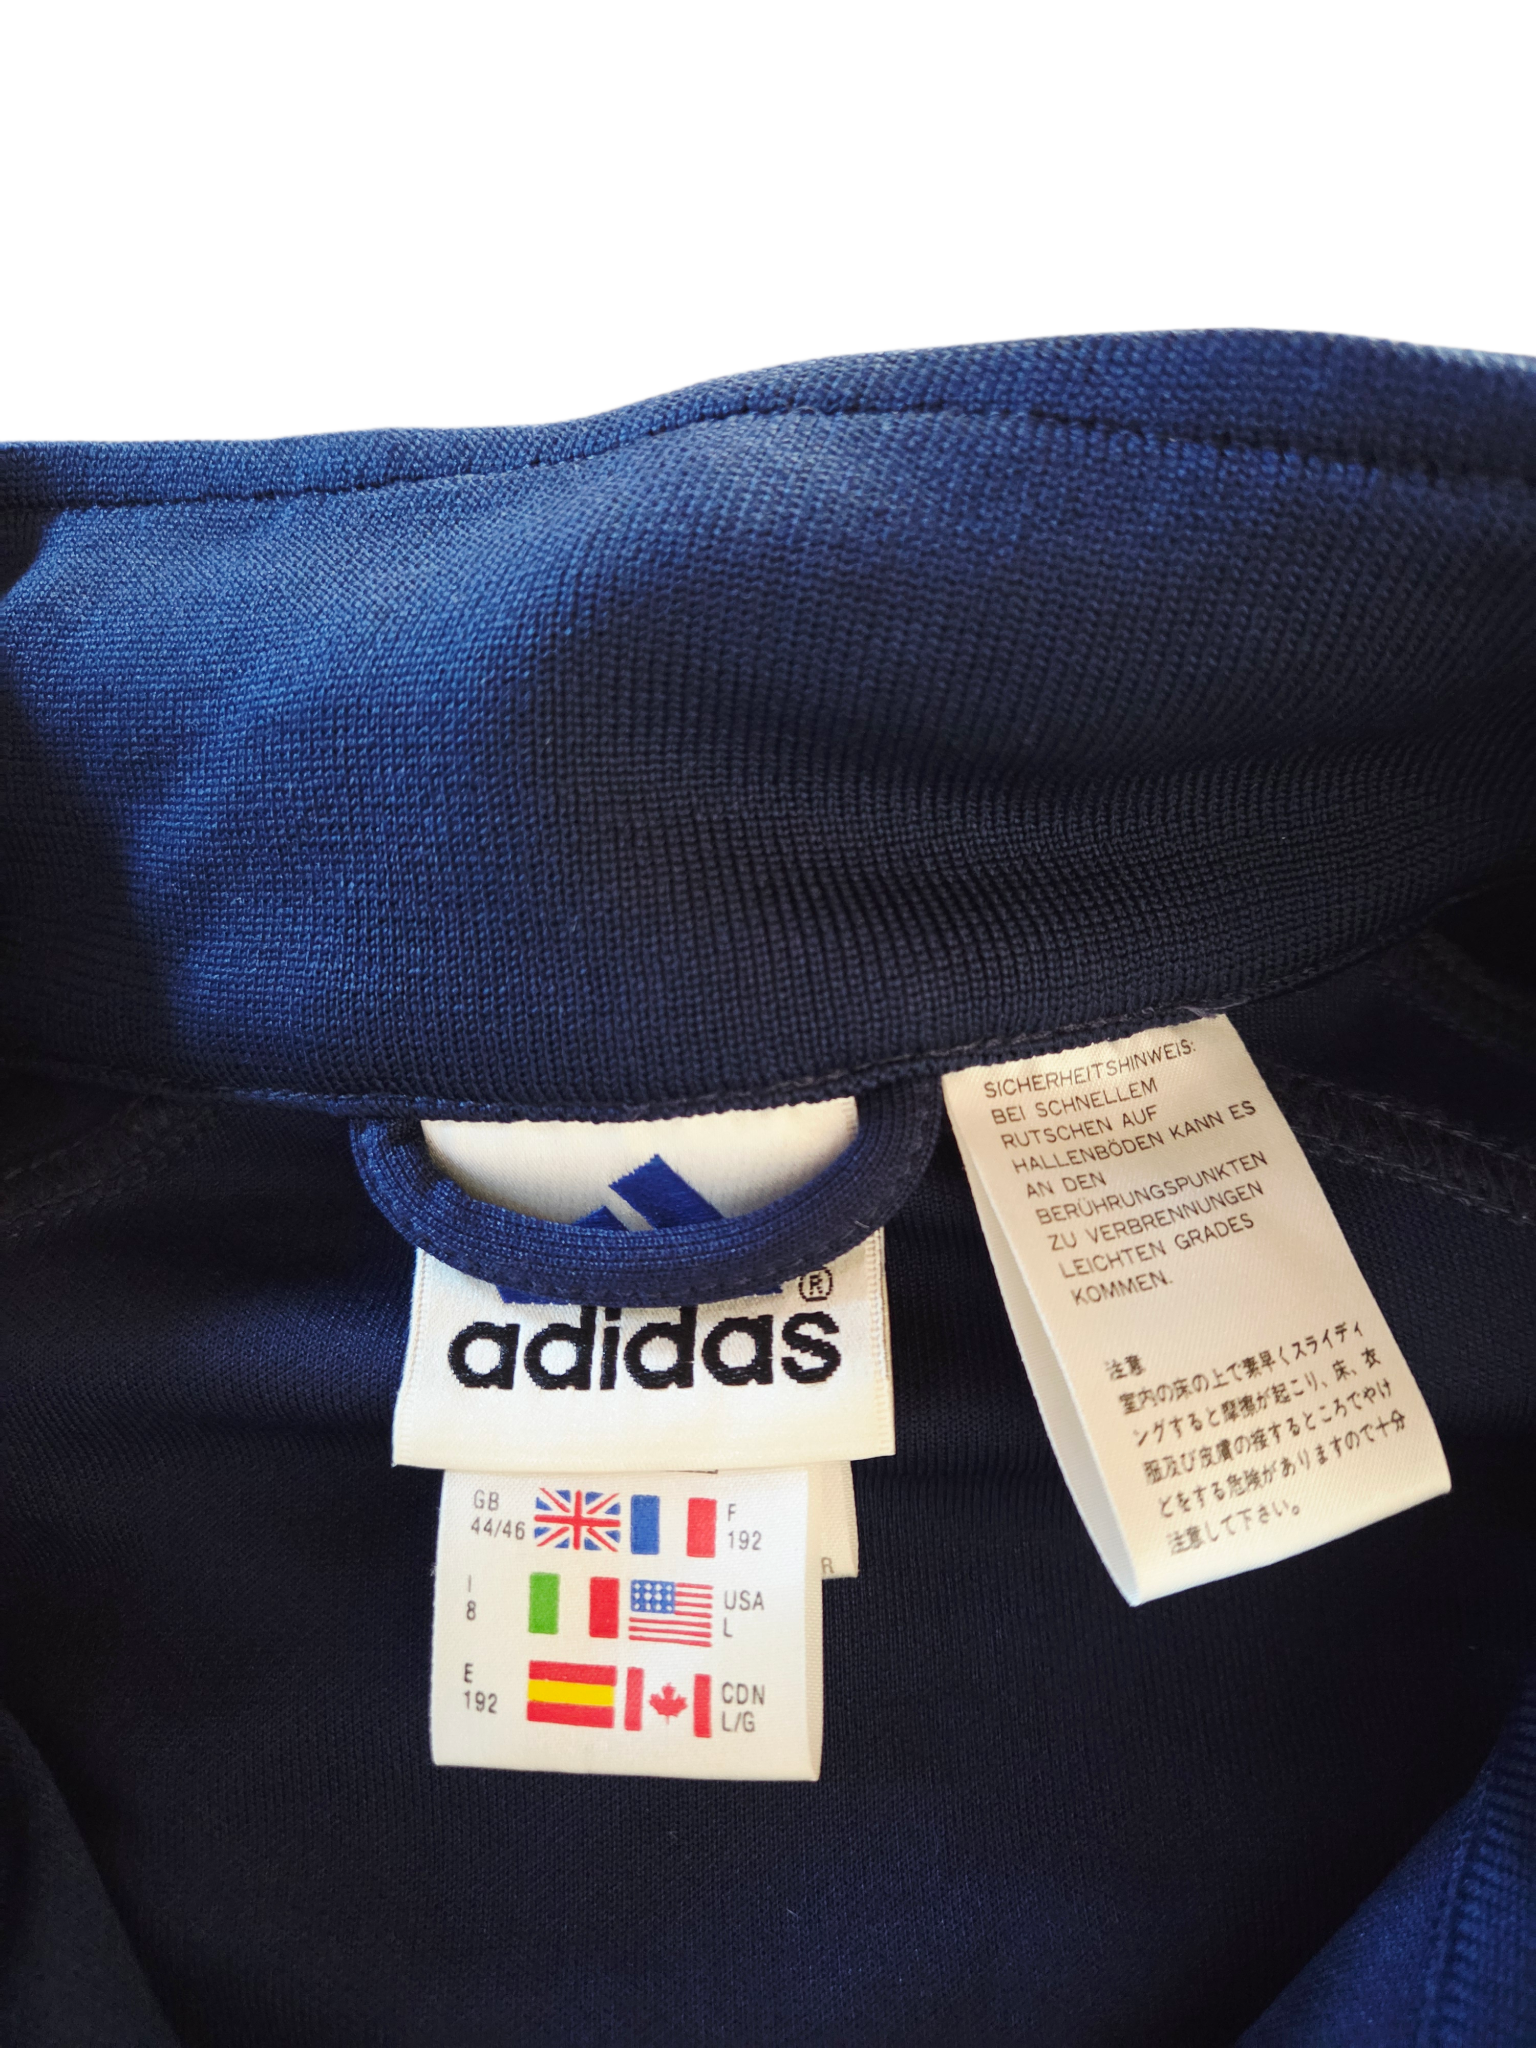 adidas
®
GB
44/46
F
192
I
8
USA
L
E
192
CDN
L/G
R
SICHERHEITSHINWEIS:
BEI SCHNELLEM
RUTSCHEN AUF
HALLENBÖDEN KANN ES
AN DEN
BERÜHRUNGSPUNKTEN
ZU VERBRENNUNGEN
LEICHTEN GRADES
KOMMEN.
注意
室内の床の上で素早くスライディ
ングすると摩擦が起こり、床、衣
服及び皮膚の接するところでやけ
どをする危険がありますので十分
注意して下さい。